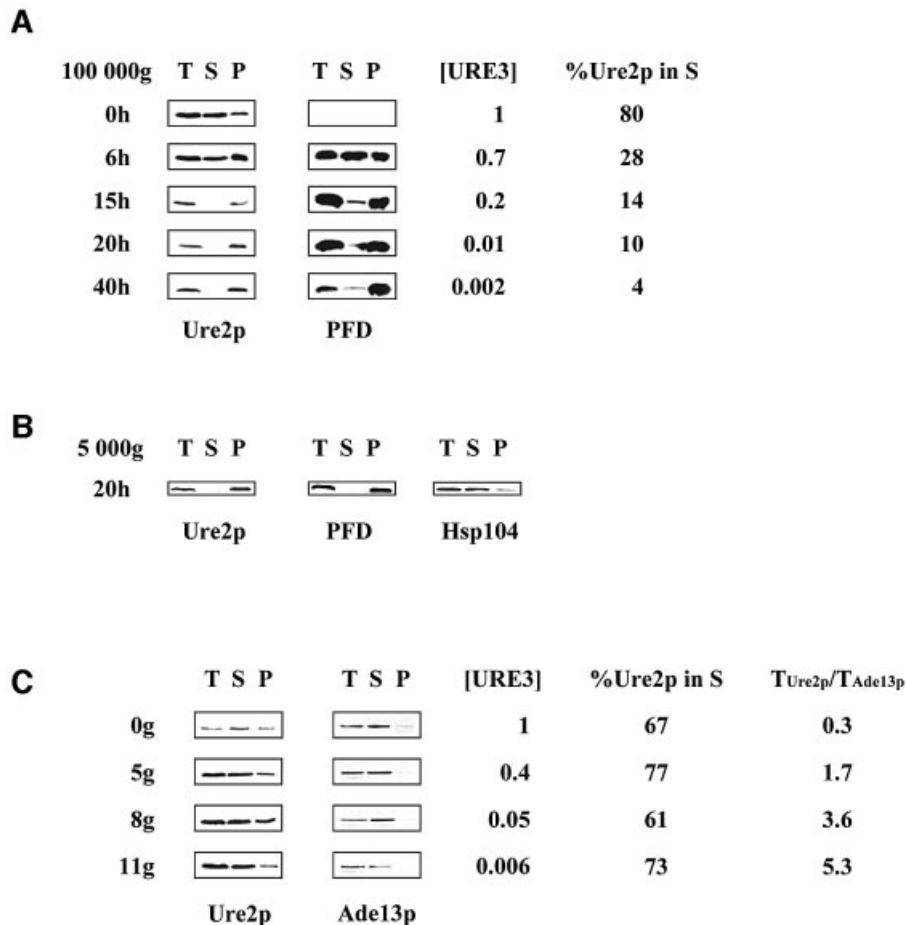 A
100 000g T S P T S P [URE3] %Ure2p in S
0h 1 80
6h 0.7 28
15h 0.2 14
20h 0.01 10
40h 0.002 4
Ure2p PFD
B
5 000g T S P T S P T S P
20h
Ure2p PFD Hsp104
C
T S P T S P [URE3] %Ure2p in S TUre2p/TAde13p
0g 1 67 0.3
5g 0.4 77 1.7
8g 0.05 61 3.6
11g 0.006 73 5.3
Ure2p Ade13p